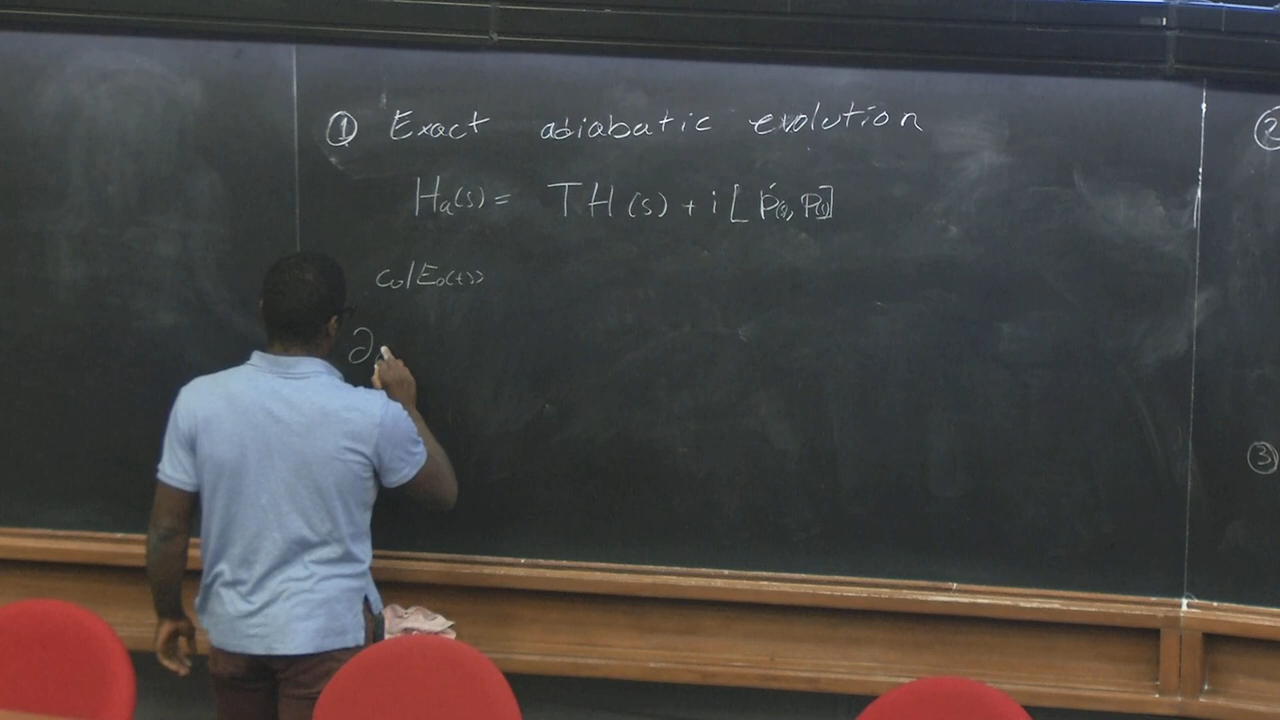 ① Exact adiabatic evolution
Hₐ(s) = TH(s) + i[Ṗ(s), P(s)]
c₀|E₀(t)>
∂
②
③